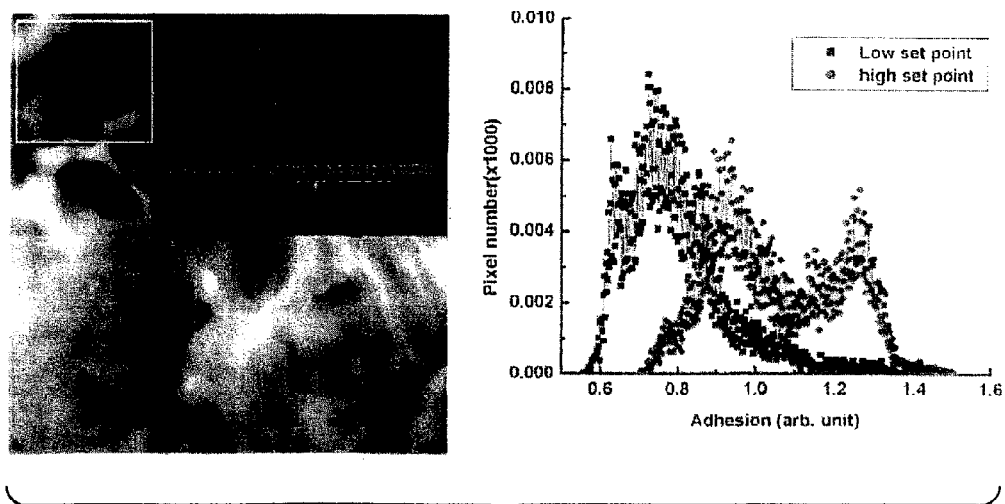 0.010
0.008
0.006
0.004
0.002
0.000
Pixel number(x1000)
Low set point
high set point
0.6 0.8 1.0 1.2 1.4 1.6
Adhesion (arb. unit)